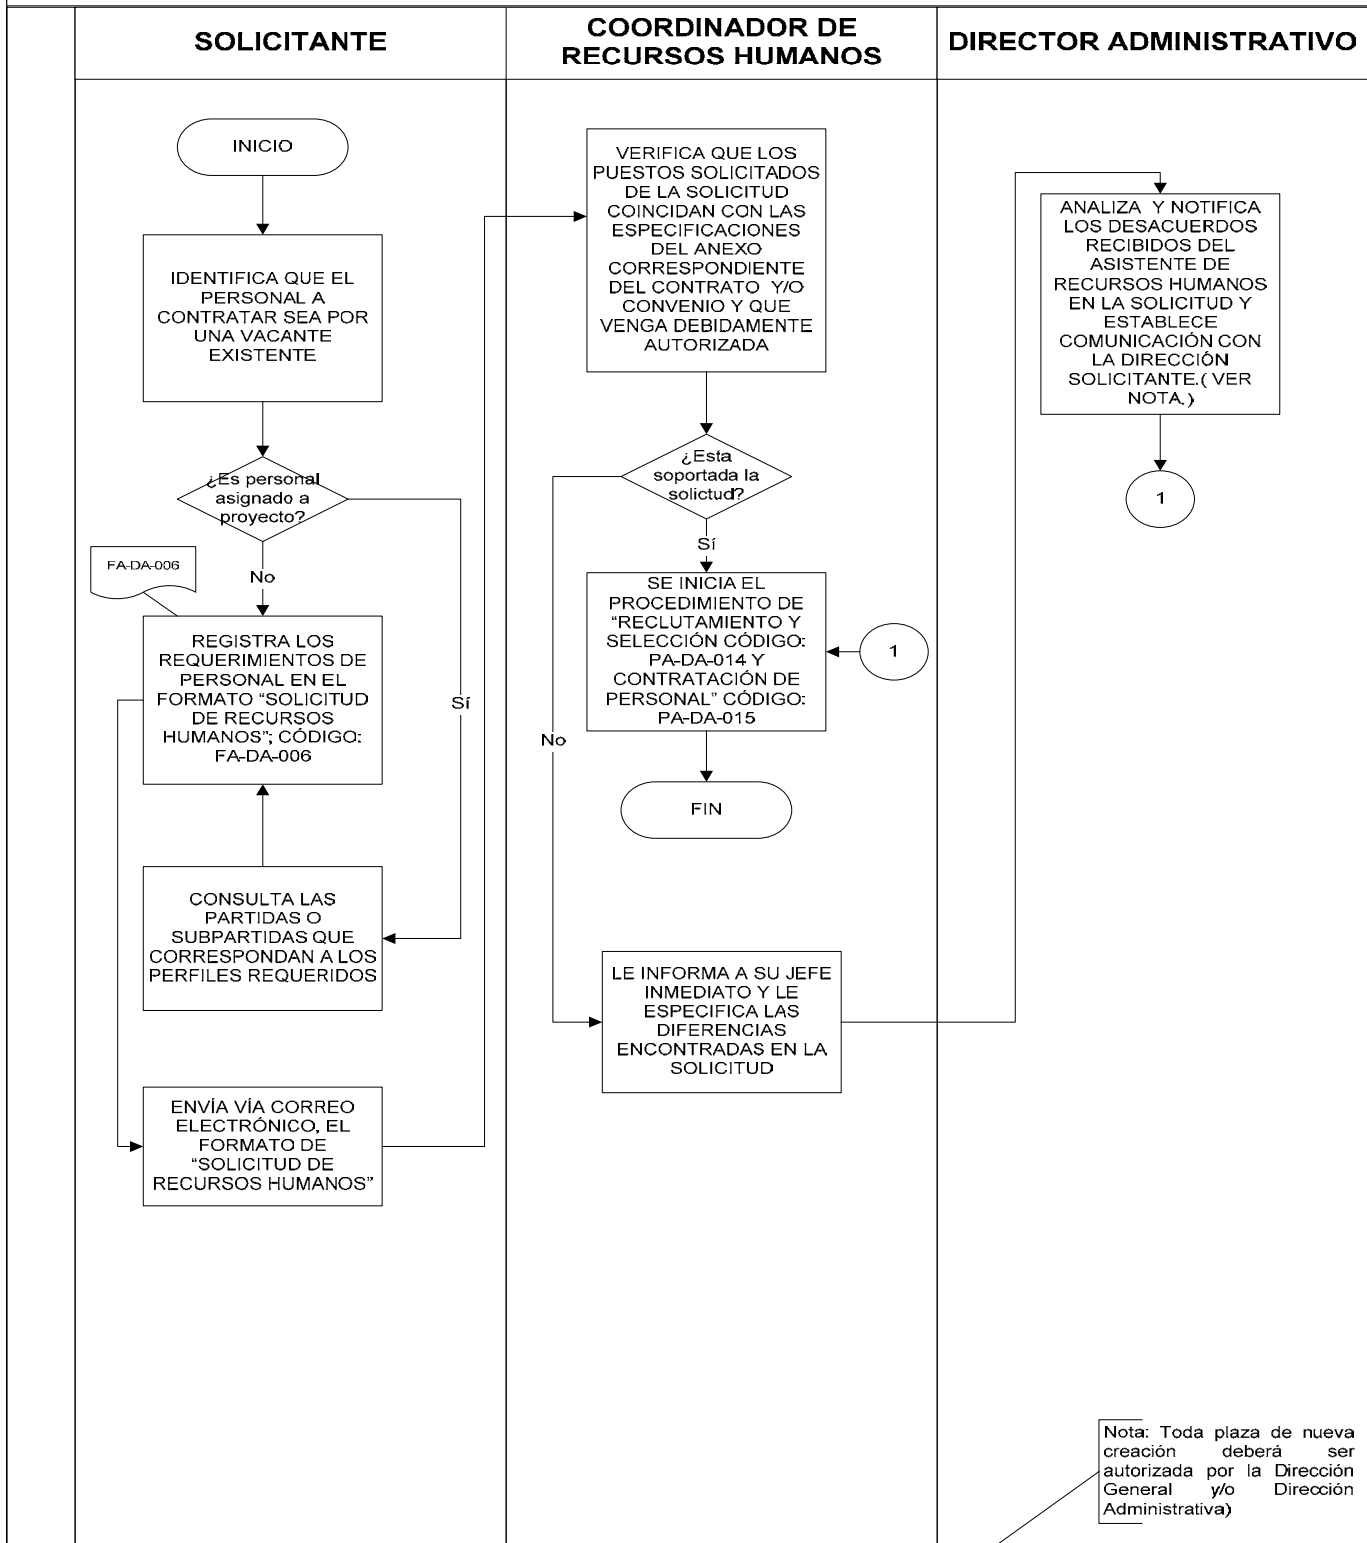 SOLICITANTE
COORDINADOR DE
RECURSOS HUMANOS
DIRECTOR ADMINISTRATIVO
INICIO
IDENTIFICA QUE EL
PERSONAL A
CONTRATAR SEA POR
UNA VACANTE
EXISTENTE
¿Es personal
asignado a
proyecto?
No
Sí
FA-DA-006
REGISTRA LOS
REQUERIMIENTOS DE
PERSONAL EN EL
FORMATO “SOLICITUD
DE RECURSOS
HUMANOS”; CÓDIGO:
FA-DA-006
CONSULTA LAS
PARTIDAS O
SUBPARTIDAS QUE
CORRESPONDAN A LOS
PERFILES REQUERIDOS
ENVÍA VÍA CORREO
ELECTRÓNICO, EL
FORMATO DE
“SOLICITUD DE
RECURSOS HUMANOS”
VERIFICA QUE LOS
PUESTOS SOLICITADOS
DE LA SOLICITUD
COINCIDAN CON LAS
ESPECIFICACIONES
DEL ANEXO
CORRESPONDIENTE
DEL CONTRATO Y/O
CONVENIO Y QUE
VENGA DEBIDAMENTE
AUTORIZADA
¿Esta
soportada la
solictud?
Sí
No
SE INICIA EL
PROCEDIMIENTO DE
“RECLUTAMIENTO Y
SELECCIÓN CÓDIGO:
PA-DA-014 Y
CONTRATACIÓN DE
PERSONAL” CÓDIGO:
PA-DA-015
1
FIN
LE INFORMA A SU JEFE
INMEDIATO Y LE
ESPECIFICA LAS
DIFERENCIAS
ENCONTRADAS EN LA
SOLICITUD
ANALIZA Y NOTIFICA
LOS DESACUERDOS
RECIBIDOS DEL
ASISTENTE DE
RECURSOS HUMANOS
EN LA SOLICITUD Y
ESTABLECE
COMUNICACIÓN CON
LA DIRECCIÓN
SOLICITANTE.( VER
NOTA.)
1
Nota: Toda plaza de nueva
creación deberá ser
autorizada por la Dirección
General y/o Dirección
Administrativa)